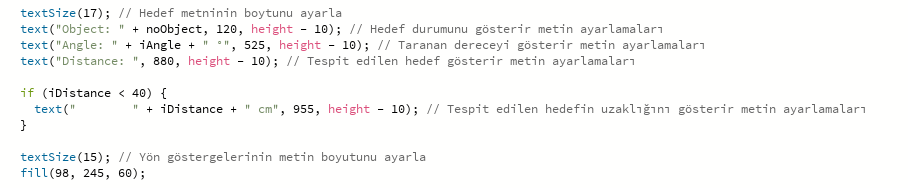 textSize(17); // Hedef metninin boytunu ayarla
text("Object: " + noObject, 120, height - 10); // Hedef durumunu gösterir metin ayarlamaları
text("Angle: " + iAngle + " °", 525, height - 10); // Taranan dereceyi gösterir metin ayarlamaları
text("Distance: ", 880, height - 10); // Tespit edilen hedef gösterir metin ayarlamaları

if (iDistance < 40) {
  text("        " + iDistance + " cm", 955, height - 10); // Tespit edilen hedefin uzaklığını gösterir metin ayarlamaları
}

textSize(15); // Yön göstergelerinin metin boyutunu ayarla
fill(98, 245, 60);